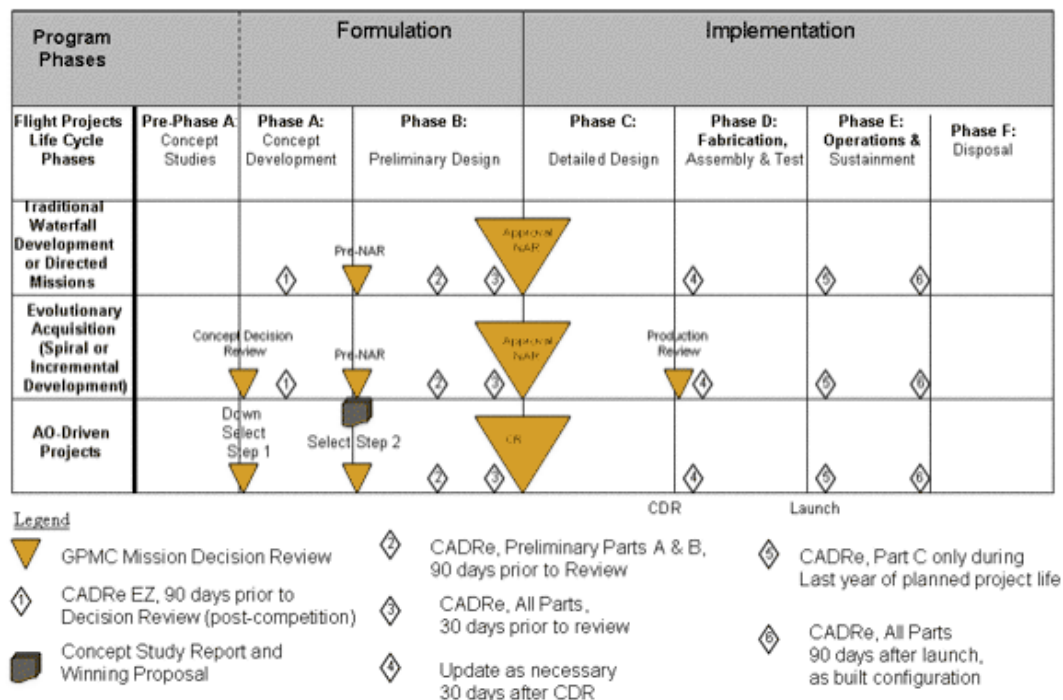 Program
Phases
Formulation
Implementation
Flight Projects
Life Cycle
Phases
Pre-Phase A:
Concept
Studies
Phase A:
Concept
Development
Phase B:
Preliminary Design
Phase C:
Detailed Design
Phase D:
Fabrication,
Assembly & Test
Phase E:
Operations &
Sustainment
Phase F:
Disposal
Traditional
Waterfall
Development
or Directed
Missions
1
Pre-NAR
2
3
Approval
NAR
4
5
6
Evolutionary
Acquisition
(Spiral or
Incremental
Development)
Concept Decision
Review
1
Pre-NAR
2
3
Approval
NAR
Production
Review
4
5
6
AO-Driven
Projects
Down
Select
Step 1
Select Step 2
2
3
CR
4
5
6
CDR
Launch
Legend
GPMC Mission Decision Review
1
CADRe EZ, 90 days prior to
Decision Review (post-competition)
Concept Study Report and
Winning Proposal
2
CADRe, Preliminary Parts A & B,
90 days prior to Review
3
CADRe, All Parts,
30 days prior to review
4
Update as necessary
30 days after CDR
5
CADRe, Part C only during
Last year of planned project life
6
CADRe, All Parts
90 days after launch,
as built configuration